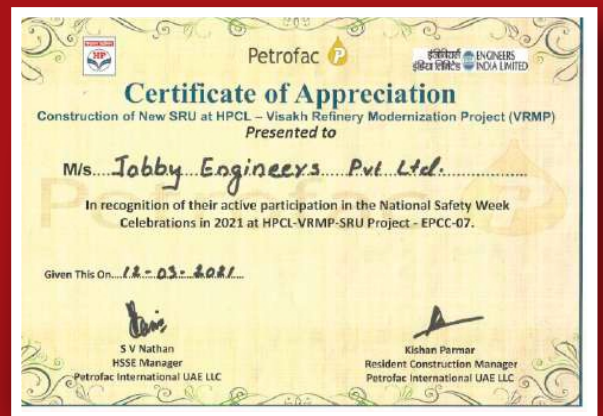 HP
Petrofac
इंजीनियर्स ENGINEERS
इंडिया लिमिटेड INDIA LIMITED
Certificate of Appreciation
Construction of New SRU at HPCL – Visakh Refinery Modernization Project (VRMP)
Presented to
M/s....Jobby Engineers Pvt Ltd.
In recognition of their active participation in the National Safety Week
Celebrations in 2021 at HPCL-VRMP-SRU Project - EPCC-07.
Given This On....12-03-2021....
S V Nathan
HSSE Manager
Petrofac International UAE LLC
Kishan Parmar
Resident Construction Manager
Petrofac International UAE LLC